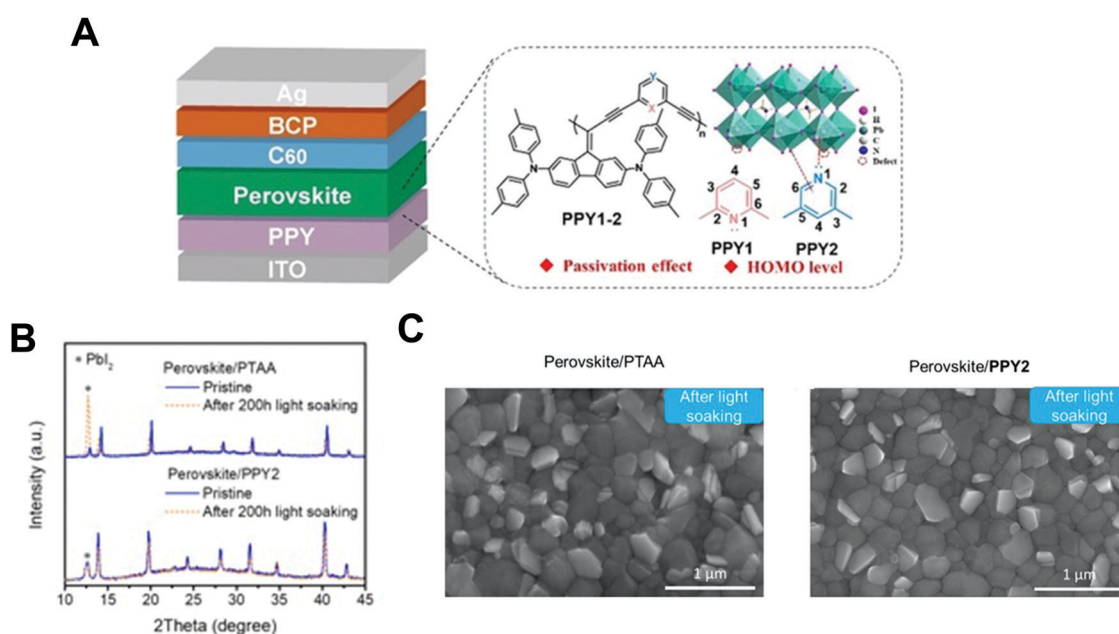 A
Ag
BCP
C60
Perovskite
PPY
ITO
Y
X
n
N
N
PPY1-2
I
H
Pb
C
N
Defect
4
3
5
2
6
N
1
PPY1
N
1
6
2
5
3
4
PPY2
◆ Passivation effect
◆ HOMO level
B
* PbI2
Perovskite/PTAA
Pristine
After 200h light soaking
*
Perovskite/PPY2
Pristine
After 200h light soaking
*
Intensity (a.u.)
10 15 20 25 30 35 40 45
2Theta (degree)
C
Perovskite/PTAA
After light
soaking
1 µm
Perovskite/PPY2
After light
soaking
1 µm